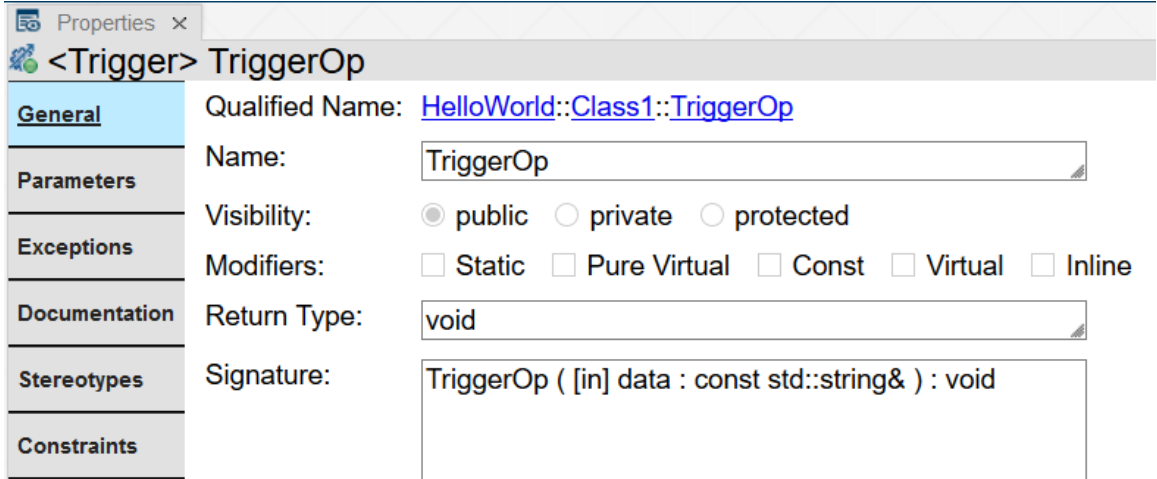 Properties ×
<Trigger> TriggerOp
General
Qualified Name: HelloWorld::Class1::TriggerOp
Name: TriggerOp
Parameters
Visibility: public private protected
Exceptions
Modifiers: Static Pure Virtual Const Virtual Inline
Documentation
Return Type: void
Stereotypes
Signature: TriggerOp ( [in] data : const std::string& ) : void
Constraints